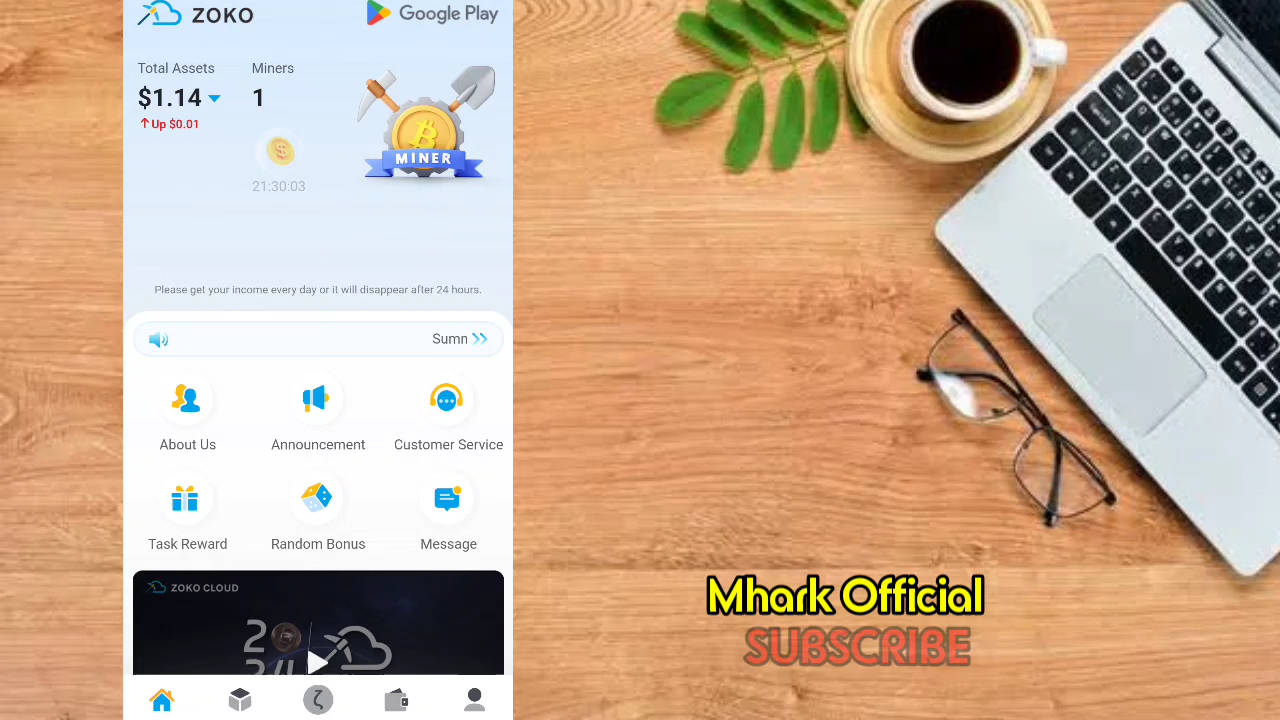 ZOKO
Google Play
Total Assets
Miners
$1.14
1
Up $0.01
MINER
21:30:03
Please get your income every day or it will disappear after 24 hours.
Sumn
About Us
Announcement
Customer Service
Task Reward
Random Bonus
Message
ZOKO CLOUD
Mhark Official
SUBSCRIBE